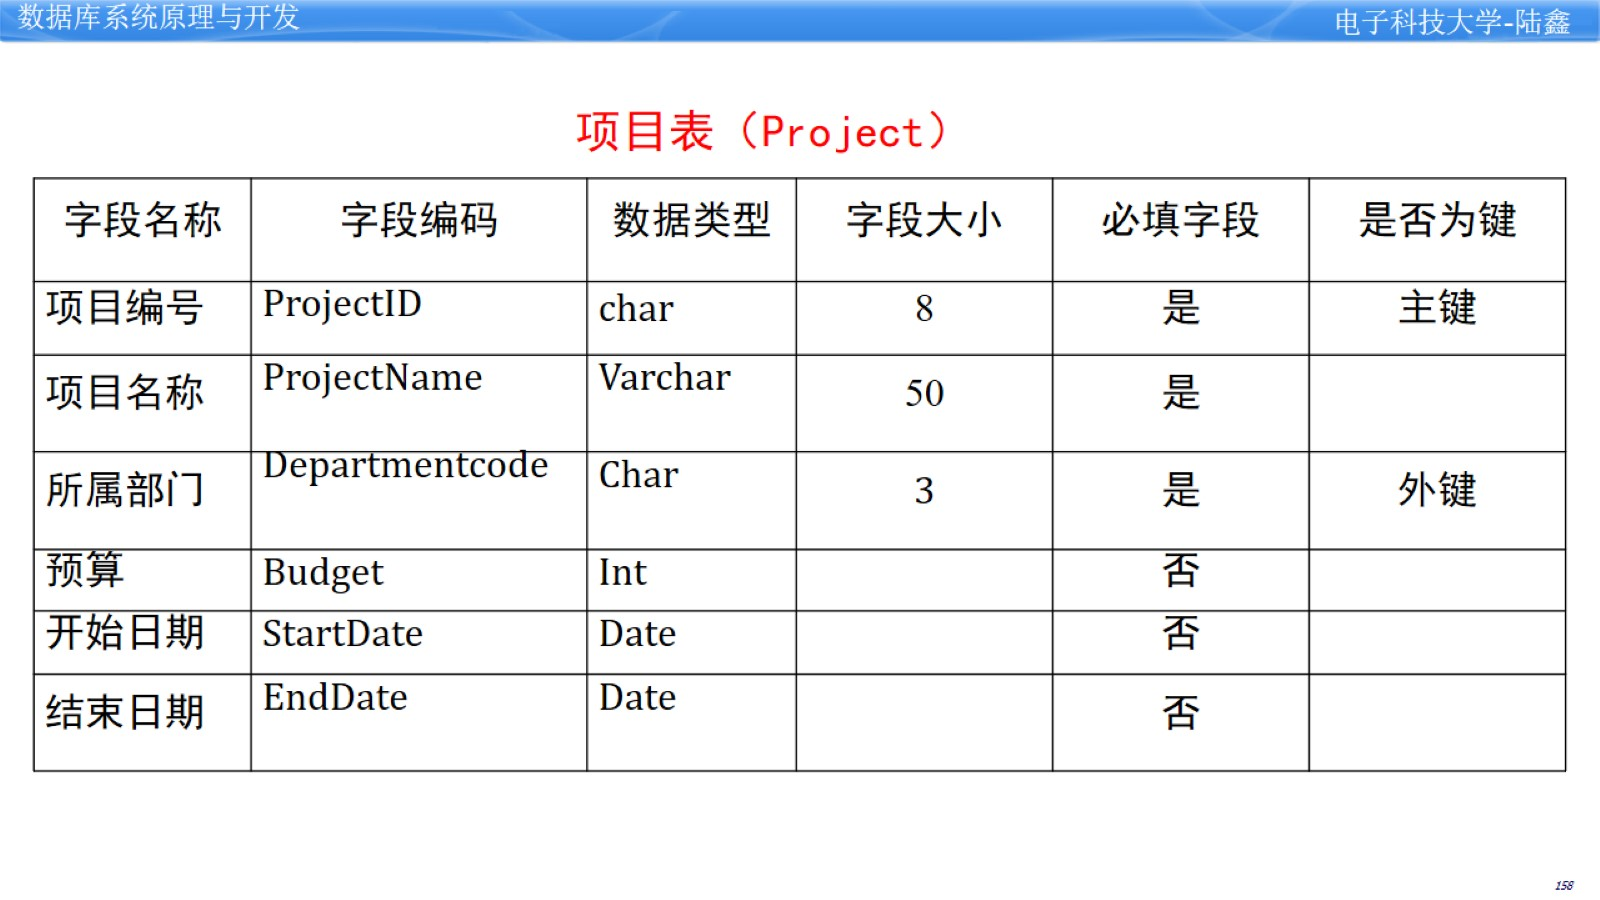 数据库系统原理与开发
电子科技大学-陆鑫
项目表（Project）
字段名称 字段编码 数据类型 字段大小 必填字段 是否为键
项目编号 ProjectID char 8 是 主键
项目名称 ProjectName Varchar 50 是
所属部门 Departmentcode Char 3 是 外键
预算 Budget Int 否
开始日期 StartDate Date 否
结束日期 EndDate Date 否
158